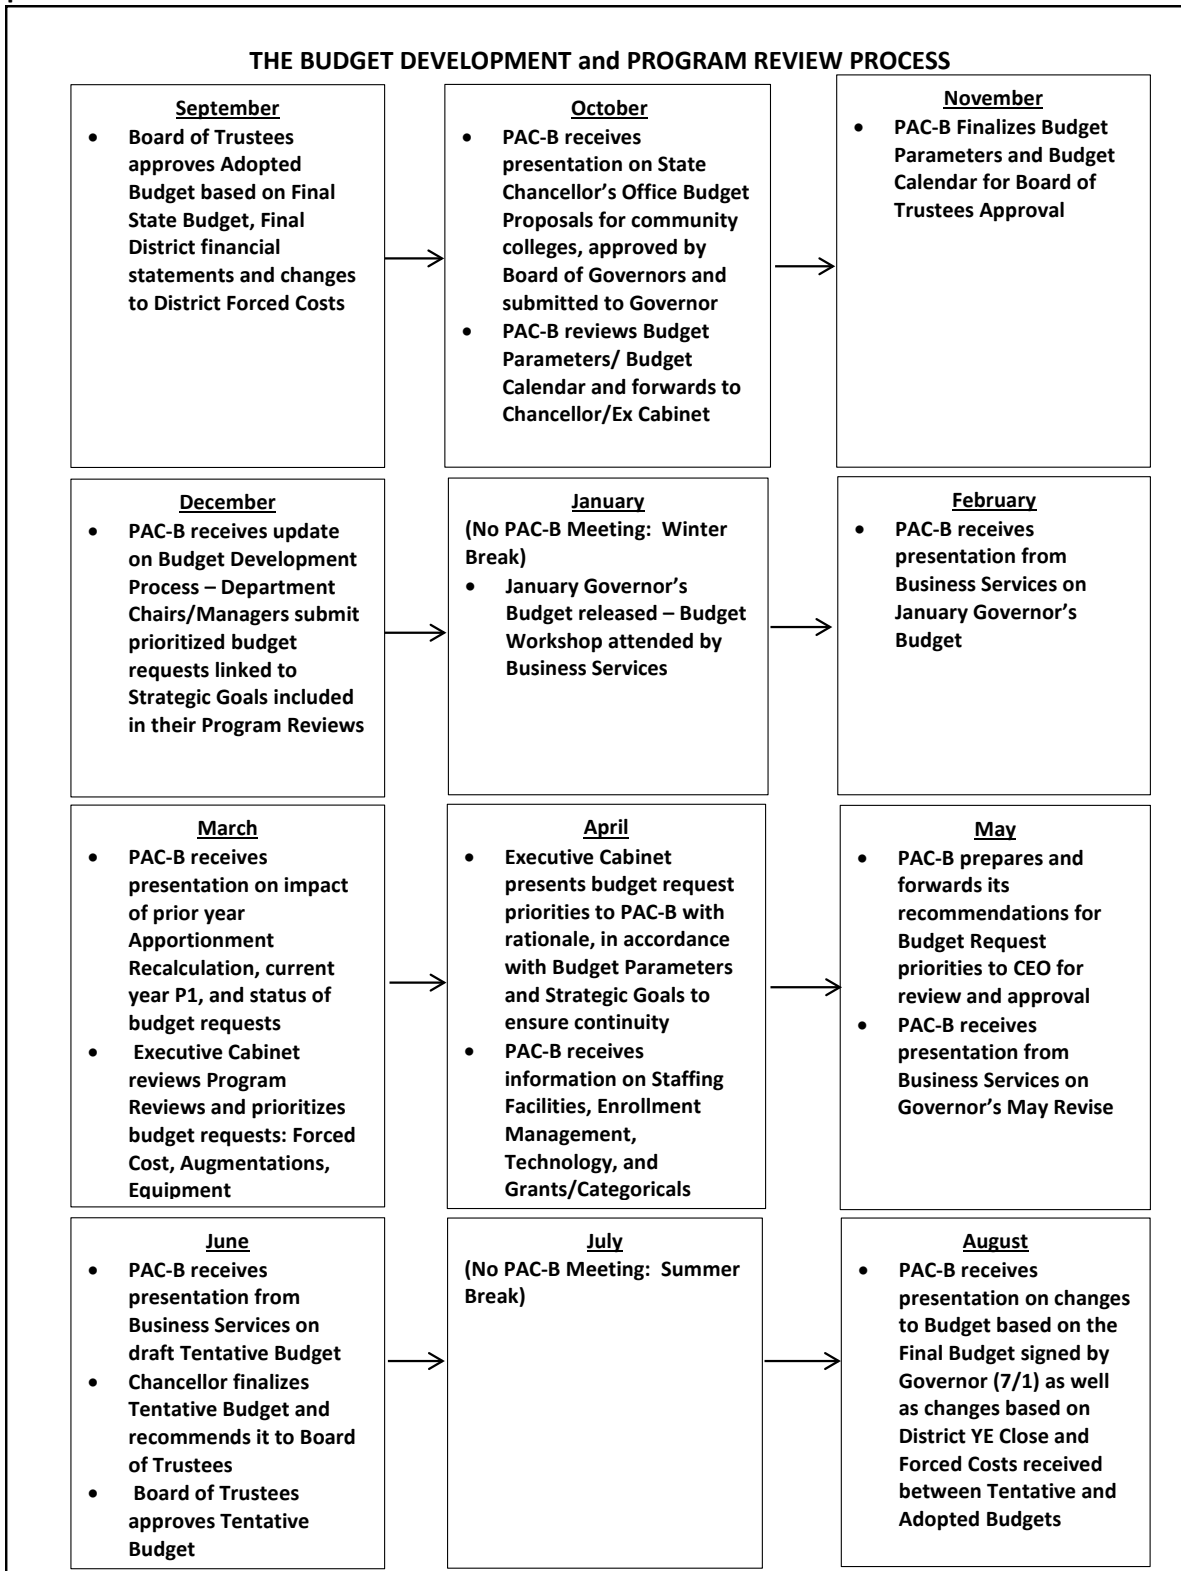 THE BUDGET DEVELOPMENT and PROGRAM REVIEW PROCESS
September
• Board of Trustees
approves Adopted
Budget based on Final
State Budget, Final
District financial
statements and changes
to District Forced Costs
October
• PAC-B receives
presentation on State
Chancellor’s Office Budget
Proposals for community
colleges, approved by
Board of Governors and
submitted to Governor
• PAC-B reviews Budget
Parameters/ Budget
Calendar and forwards to
Chancellor/Ex Cabinet
November
• PAC-B Finalizes Budget
Parameters and Budget
Calendar for Board of
Trustees Approval
December
• PAC-B receives update
on Budget Development
Process – Department
Chairs/Managers submit
prioritized budget
requests linked to
Strategic Goals included
in their Program Reviews
January
(No PAC-B Meeting: Winter
Break)
• January Governor’s
Budget released – Budget
Workshop attended by
Business Services
February
• PAC-B receives
presentation from
Business Services on
January Governor’s
Budget
March
• PAC-B receives
presentation on impact
of prior year
Apportionment
Recalculation, current
year P1, and status of
budget requests
• Executive Cabinet
reviews Program
Reviews and prioritizes
budget requests: Forced
Cost, Augmentations,
Equipment
April
• Executive Cabinet
presents budget request
priorities to PAC-B with
rationale, in accordance
with Budget Parameters
and Strategic Goals to
ensure continuity
• PAC-B receives
information on Staffing
Facilities, Enrollment
Management,
Technology, and
Grants/Categoricals
May
• PAC-B prepares and
forwards its
recommendations for
Budget Request
priorities to CEO for
review and approval
• PAC-B receives
presentation from
Business Services on
Governor’s May Revise
June
• PAC-B receives
presentation from
Business Services on
draft Tentative Budget
• Chancellor finalizes
Tentative Budget and
recommends it to Board
of Trustees
• Board of Trustees
approves Tentative
Budget
July
(No PAC-B Meeting: Summer
Break)
August
• PAC-B receives
presentation on changes
to Budget based on the
Final Budget signed by
Governor (7/1) as well
as changes based on
District YE Close and
Forced Costs received
between Tentative and
Adopted Budgets